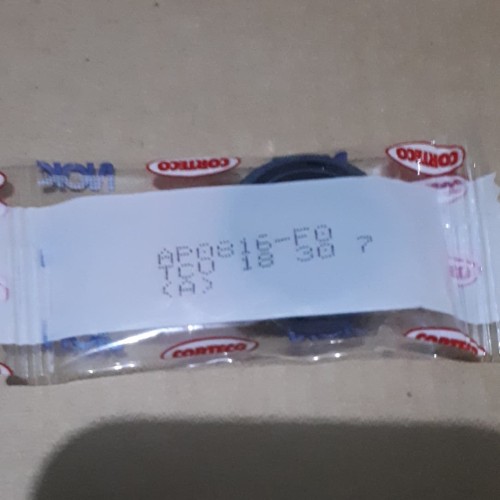 NOK
CORTECO
CORTECO
AP0816-F0
TCV 18 30 7
<A>
CORTECO
CORTECO